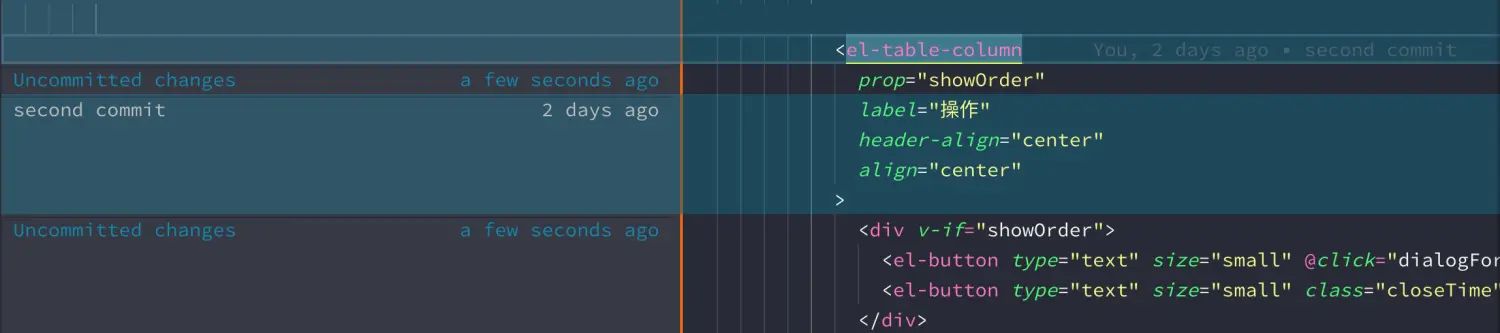 <el-table-column You, 2 days ago • second commit
Uncommitted changes a few seconds ago prop="showOrder"
second commit 2 days ago label="操作"
header-align="center"
align="center"
>
Uncommitted changes a few seconds ago <div v-if="showOrder">
<el-button type="text" size="small" @click="dialogFor
<el-button type="text" size="small" class="closeTime"
</div>